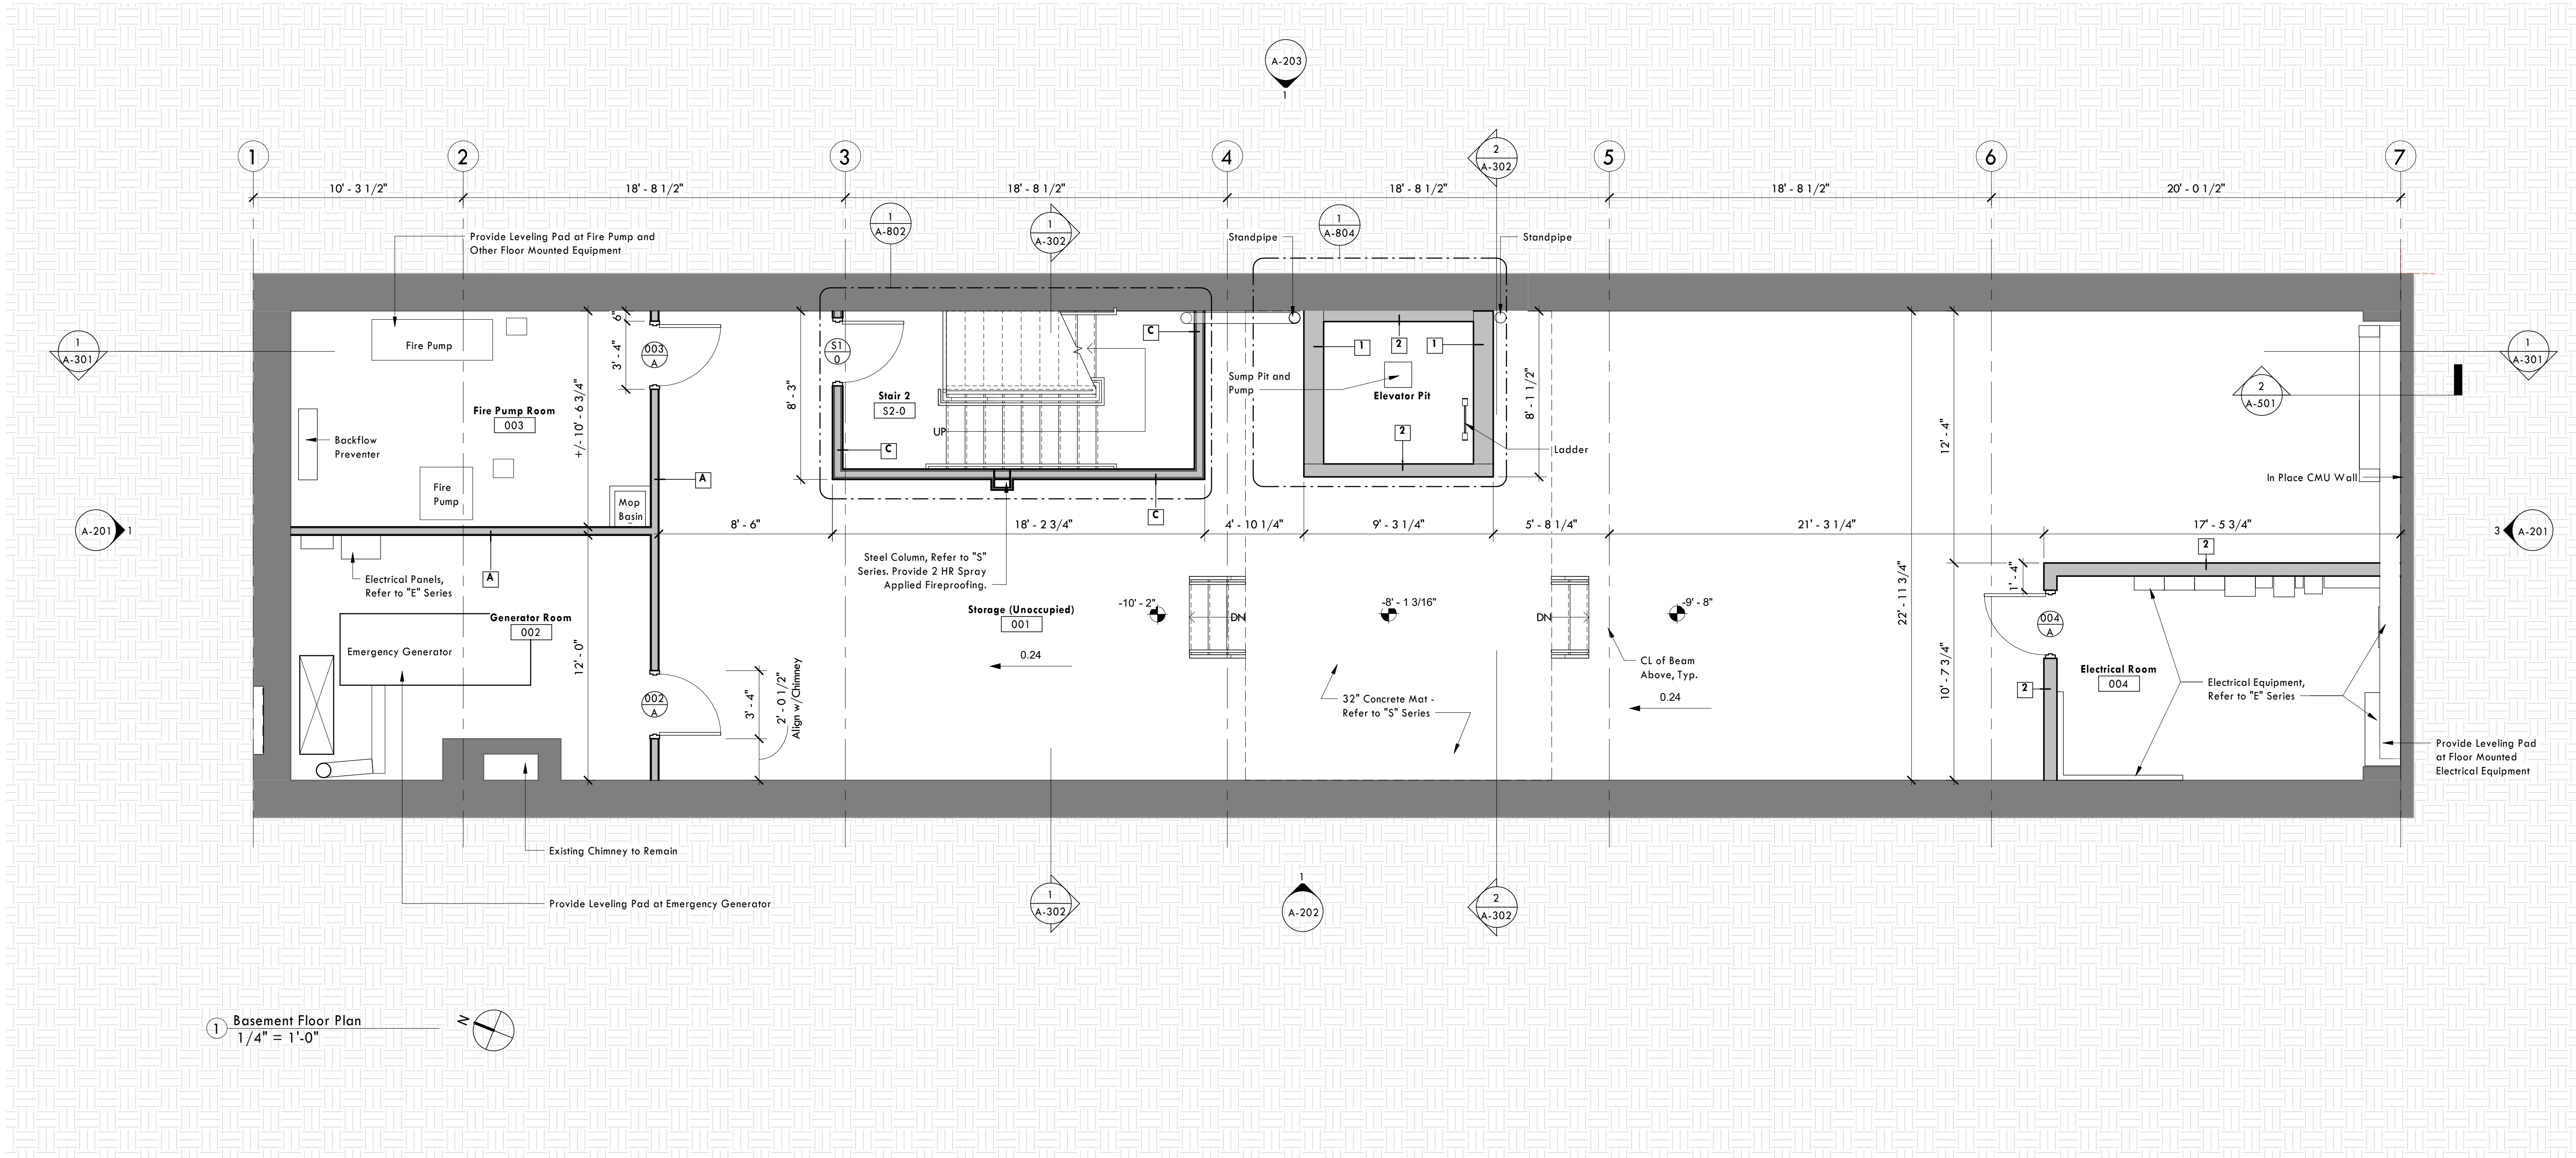 A-203
1
1
2
3
4
2
A-302
5
6
7
10' - 3 1/2"
18' - 8 1/2"
18' - 8 1/2"
18' - 8 1/2"
18' - 8 1/2"
20' - 0 1/2"
1
A-802
1
A-302
1
A-804
Provide Leveling Pad at Fire Pump and
Other Floor Mounted Equipment
Standpipe
Standpipe
1
A-301
Fire Pump
6"
3' - 4"
003
A
S1
0
C
1
2
1
1
A-301
Sump Pit and
Pump
2
A-501
Fire Pump Room
003
+/- 10' - 6 3/4"
8' - 3"
Stair 2
S2-0
Elevator Pit
8' - 1 1/2"
12' - 4"
Backflow
Preventer
UP
2
C
Ladder
Fire
Pump
A
In Place CMU Wall
Mop
Basin
C
A-201
1
8' - 6"
18' - 2 3/4"
4' - 10 1/4"
9' - 3 1/4"
5' - 8 1/4"
21' - 3 1/4"
17' - 5 3/4"
3
A-201
2
Steel Column, Refer to "S"
Series. Provide 2 HR Spray
Applied Fireproofing.
Electrical Panels,
Refer to "E" Series
A
1' - 4"
22' - 11 3/4"
Generator Room
002
Storage (Unoccupied)
001
-10' - 2"
DN
-8' - 1 3/16"
DN
-9' - 8"
004
A
Emergency Generator
12' - 0"
0.24
CL of Beam
Above, Typ.
Electrical Room
004
10' - 7 3/4"
2
Electrical Equipment,
Refer to "E" Series
002
A
3' - 4"
2' - 0 1/2"
Align w/Chimney
32" Concrete Mat -
Refer to "S" Series
0.24
Provide Leveling Pad
at Floor Mounted
Electrical Equipment
Existing Chimney to Remain
Provide Leveling Pad at Emergency Generator
1
A-302
1
A-202
2
A-302
1
Basement Floor Plan
1/4" = 1'-0"
N